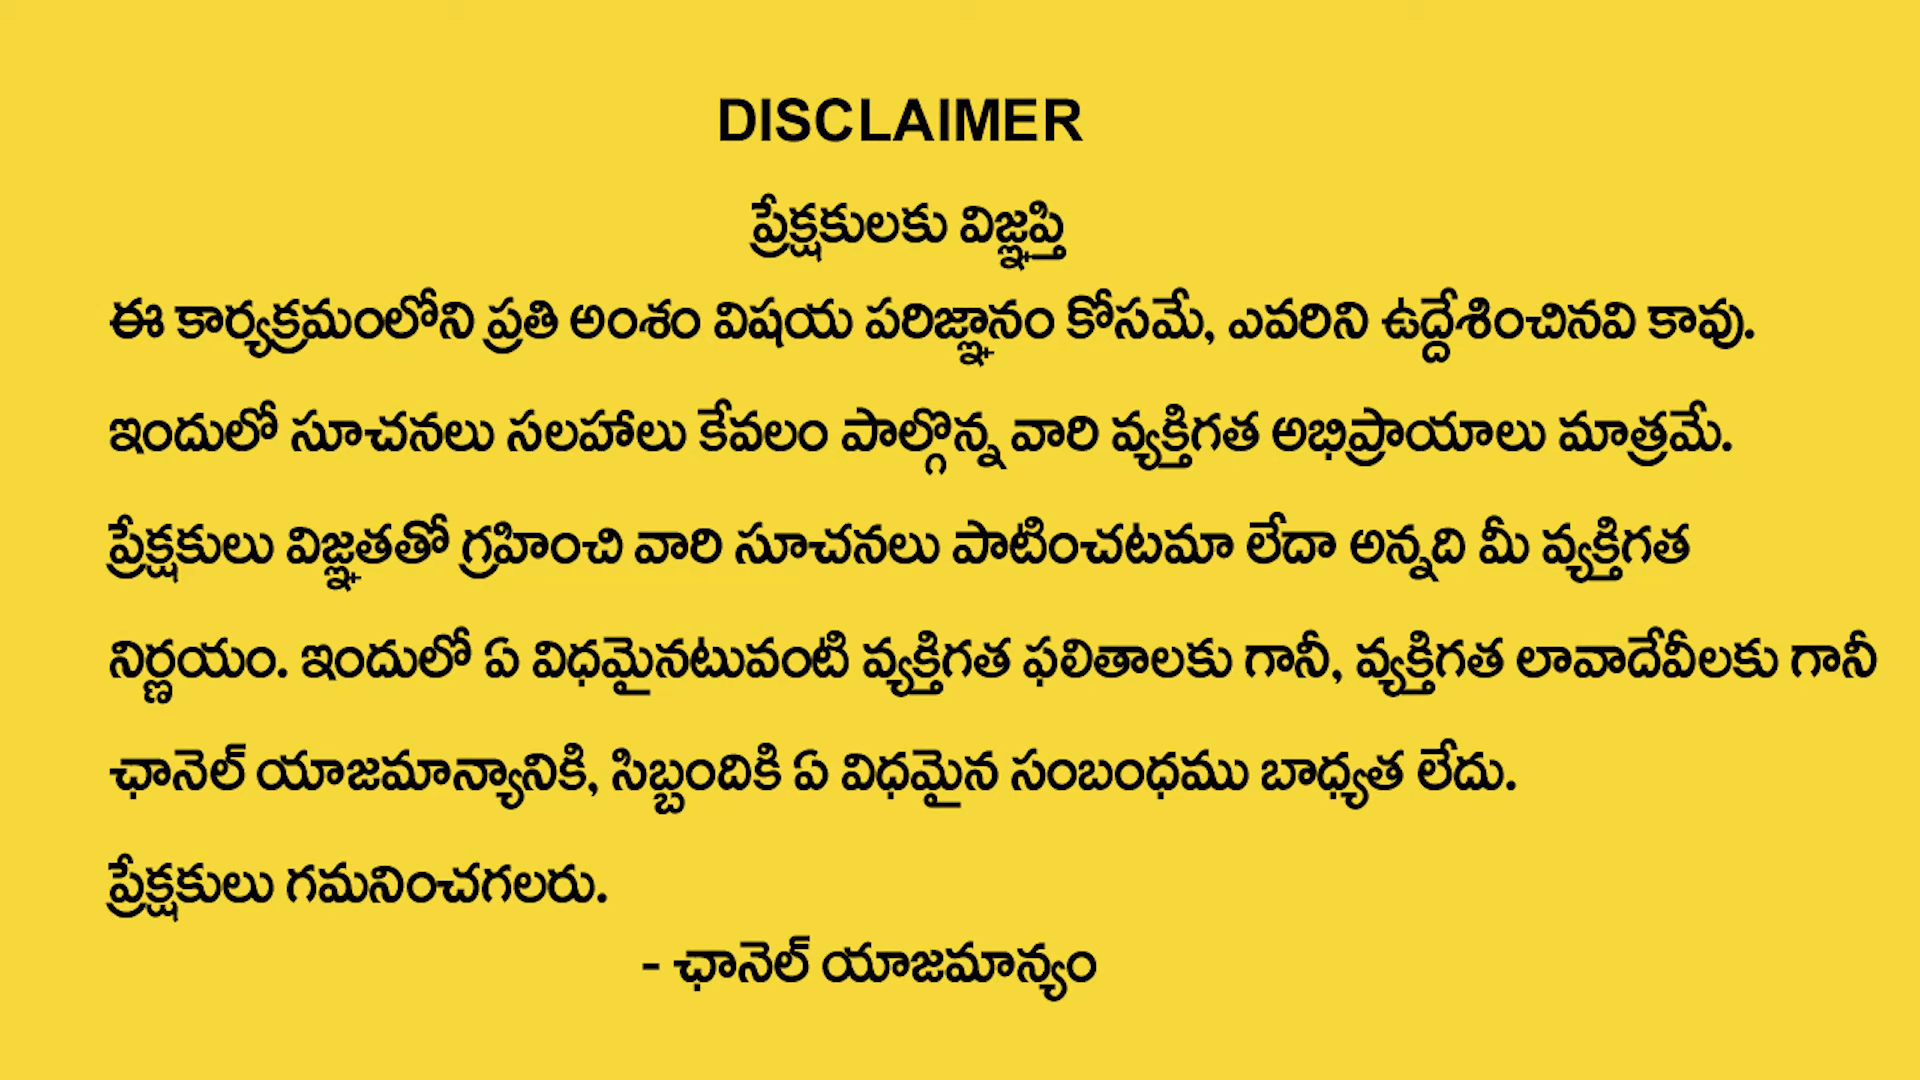 DISCLAIMER
ప్రేక్షకులకు విజ్ఞప్తి
ఈ కార్యక్రమంలోని ప్రతి అంశం విషయ పరిజ్ఞానం కోసమే, ఎవరిని ఉద్దేశించినవి కావు.
ఇందులో సూచనలు సలహాలు కేవలం పాల్గొన్న వారి వ్యక్తిగత అభిప్రాయాలు మాత్రమే.
ప్రేక్షకులు విజ్ఞతతో గ్రహించి వారి సూచనలు పాటించటమా లేదా అన్నది మీ వ్యక్తిగత
నిర్ణయం. ఇందులో ఏ విధమైనటువంటి వ్యక్తిగత ఫలితాలకు గానీ, వ్యక్తిగత లావాదేవీలకు గానీ
ఛానెల్ యాజమాన్యానికి, సిబ్బందికి ఏ విధమైన సంబంధము బాధ్యత లేదు.
ప్రేక్షకులు గమనించగలరు.
- ఛానెల్ యాజమాన్యం